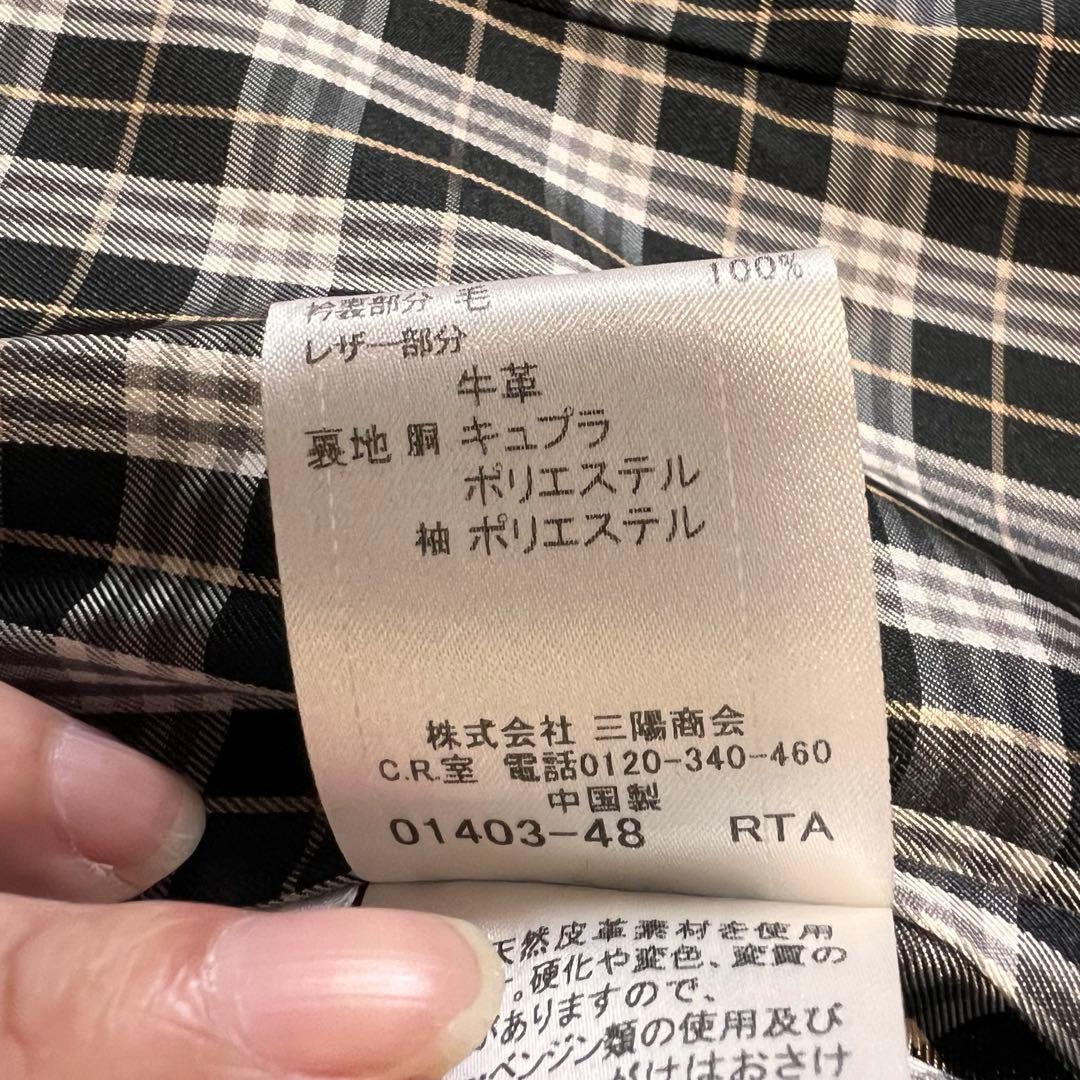 衿裏部分 毛 100%
レザー部分
牛革
裏地 胴 キュプラ
ポリエステル
袖 ポリエステル
株式会社 三陽商会
C.R.室 電話0120-340-460
中国製
01403-48 RTA
天然皮革素材を使用
。硬化や変色、変質の
がありますので、
ベンジン類の使用及び
はおさけ